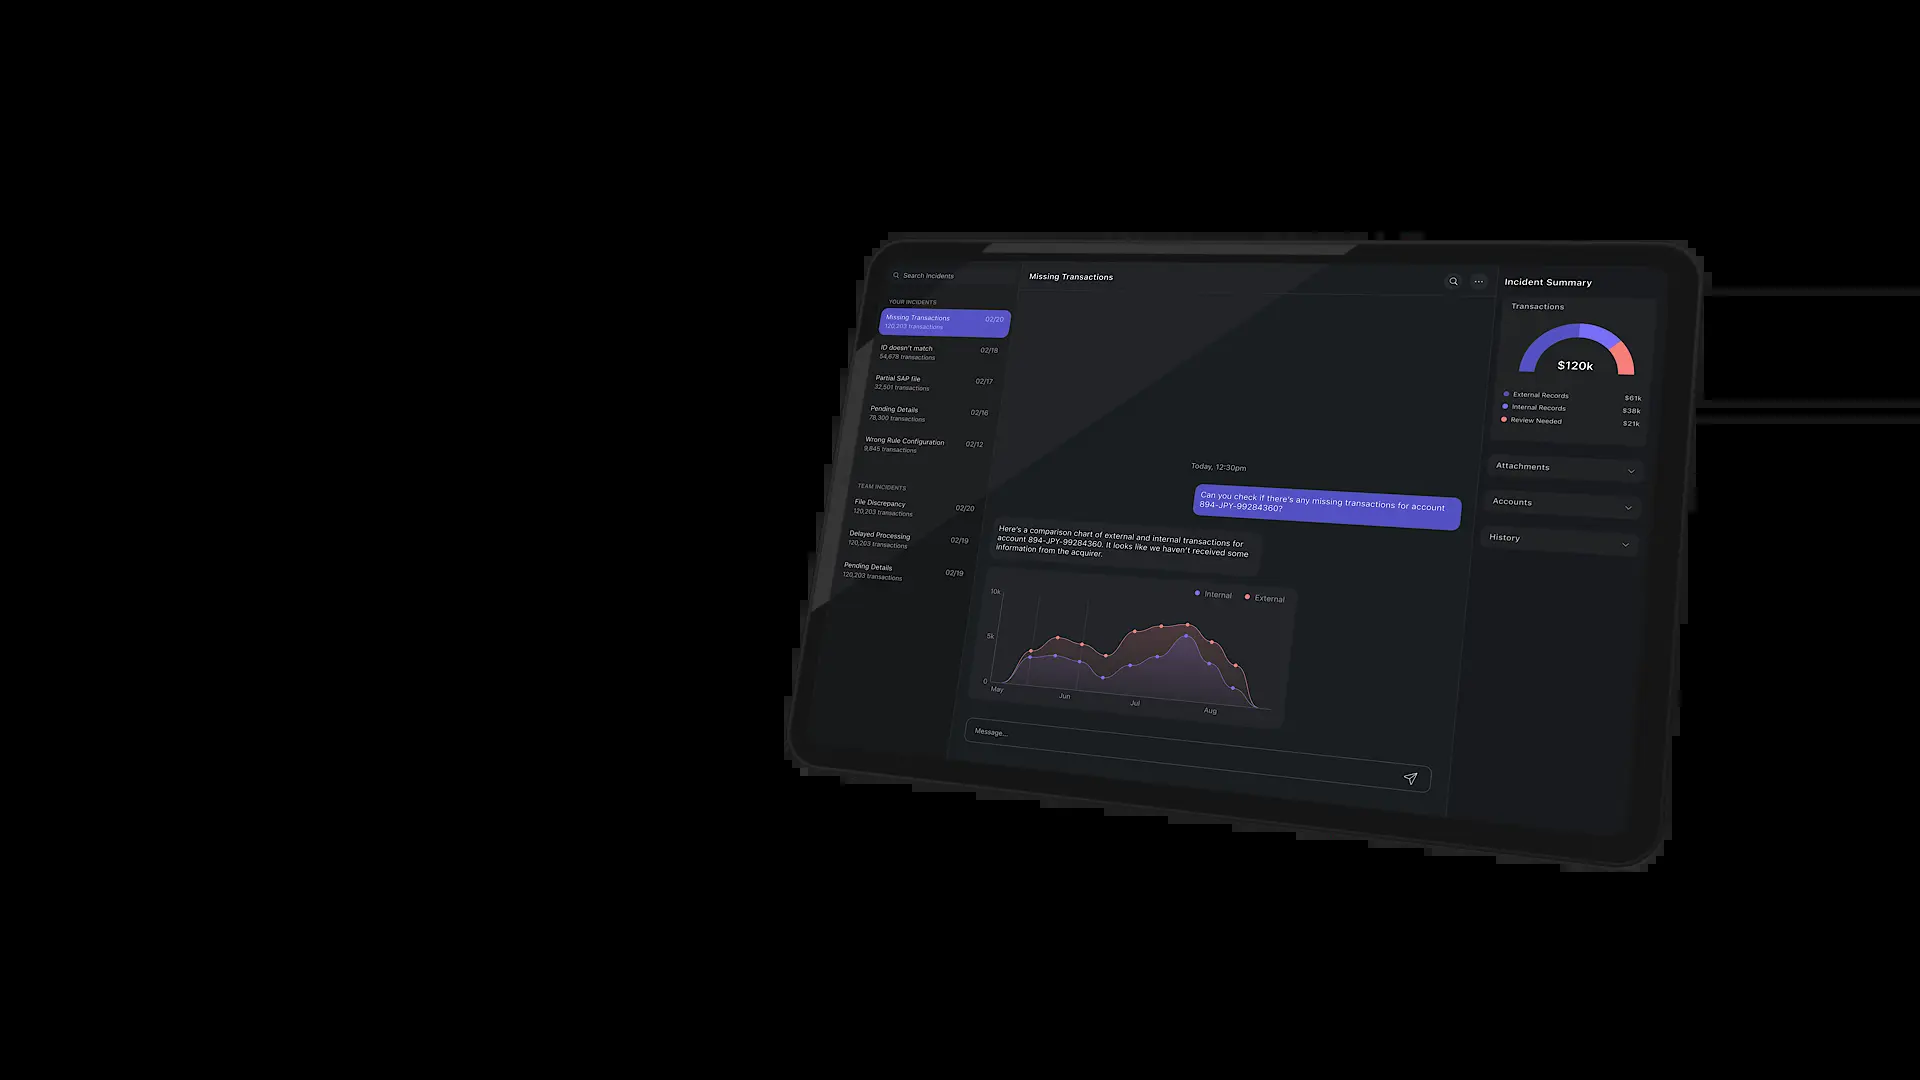 Search Incidents
YOUR INCIDENTS
Missing Transactions 02/20
120,203 transactions
ID doesn't match 02/18
54,678 transactions
Partial SAP file 02/17
32,501 transactions
Pending Details 02/16
78,300 transactions
Wrong Rule Configuration 02/12
9,845 transactions
TEAM INCIDENTS
File Discrepancy 02/20
120,203 transactions
Delayed Processing 02/19
120,203 transactions
Pending Details 02/19
120,203 transactions
Missing Transactions
Today, 12:30pm
Can you check if there's any missing transactions for account
894-JPY-99284360?
Here's a comparison chart of external and internal transactions for
account 894-JPY-99284360. It looks like we haven't received some
information from the acquirer.
Internal External
10k
5k
0
May Jun Jul Aug
Message...
Incident Summary
Transactions
$120k
External Records $61k
Internal Records $38k
Review Needed $21k
Attachments
Accounts
History